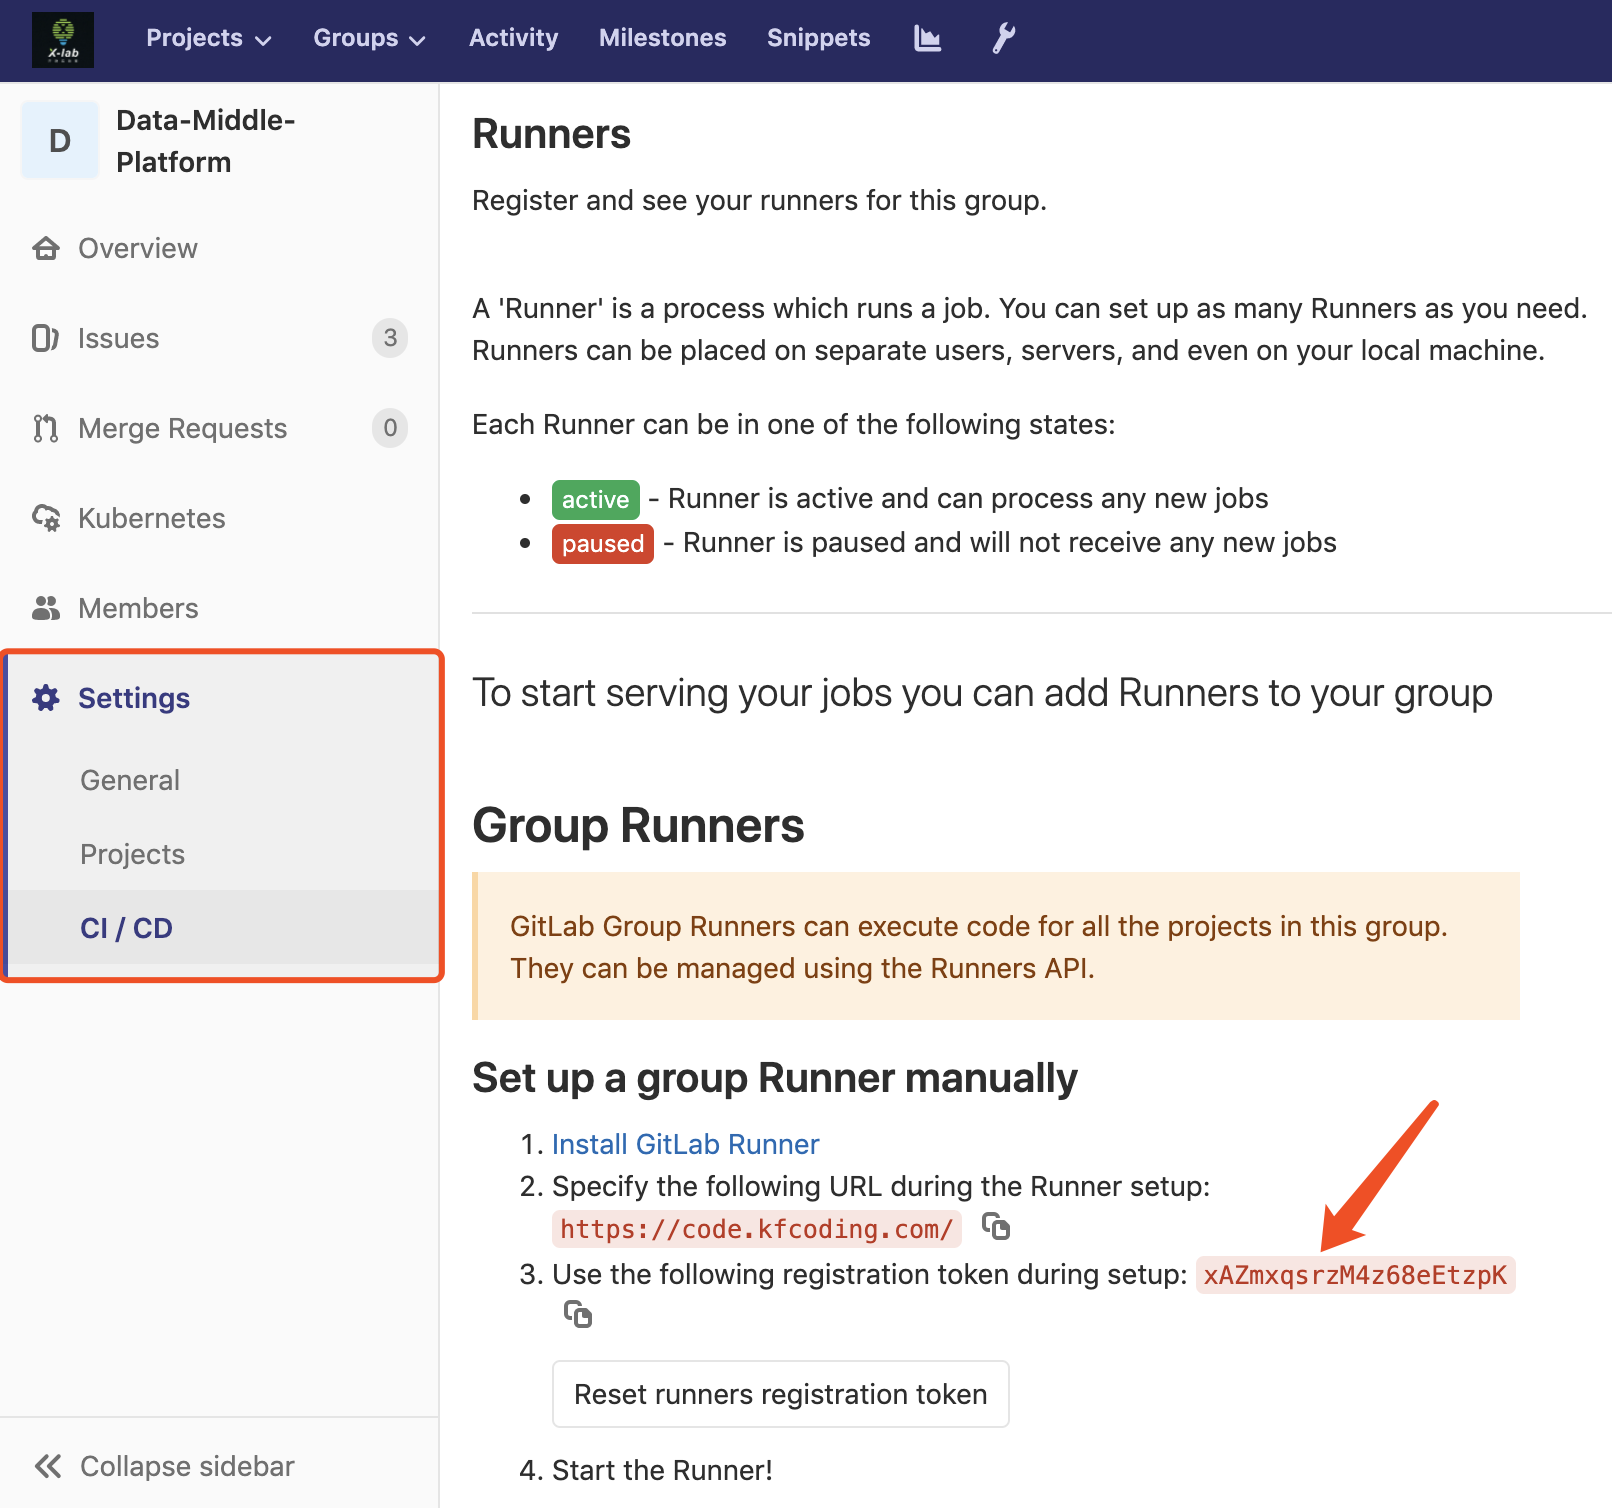 X-lab
Projects Groups Activity Milestones Snippets
D
Data-Middle-
Platform
Overview
Issues 3
Merge Requests 0
Kubernetes
Members
Settings
General
Projects
CI / CD
Collapse sidebar
Runners
Register and see your runners for this group.
A 'Runner' is a process which runs a job. You can set up as many Runners as you need.
Runners can be placed on separate users, servers, and even on your local machine.
Each Runner can be in one of the following states:
• active - Runner is active and can process any new jobs
• paused - Runner is paused and will not receive any new jobs
To start serving your jobs you can add Runners to your group
Group Runners
GitLab Group Runners can execute code for all the projects in this group.
They can be managed using the Runners API.
Set up a group Runner manually
1. Install GitLab Runner
2. Specify the following URL during the Runner setup:
https://code.kfcoding.com/
3. Use the following registration token during setup: xAZmxqsrzM4z68eEtzpK
Reset runners registration token
4. Start the Runner!